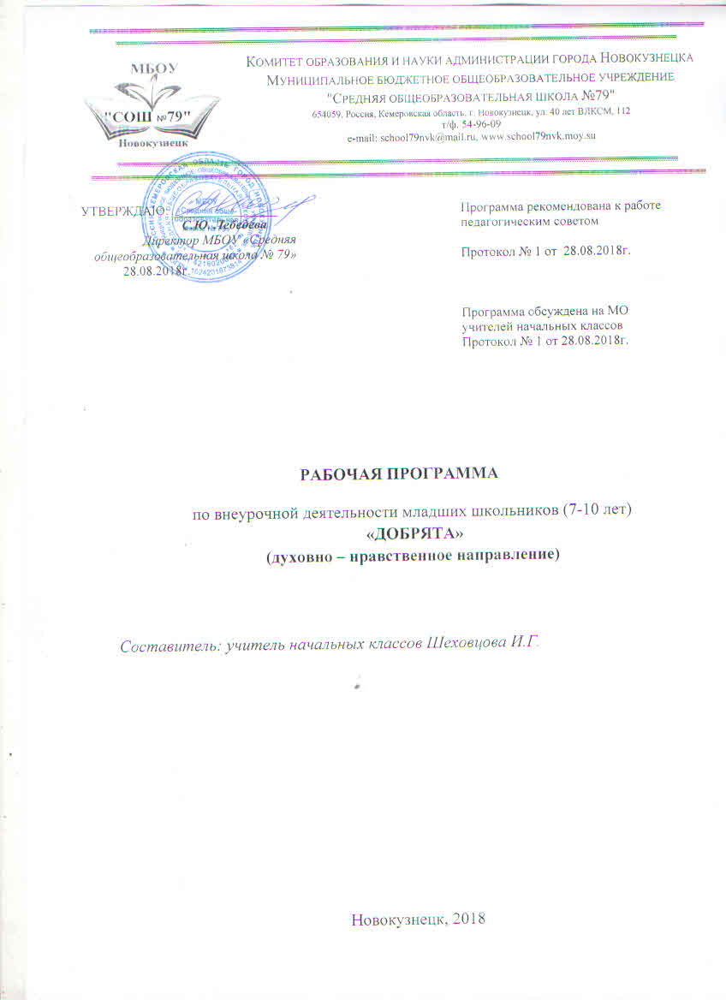 МБОУ
"СОШ №79"
Новокузнецк
Комитет образования и науки администрации города Новокузнецка
Муниципальное бюджетное общеобразовательное учреждение
"Средняя общеобразовательная школа №79"
654059, Россия, Кемеровская область, г. Новокузнецк, ул. 40 лет ВЛКСМ, 112
т/ф. 54-96-09
e-mail: school79nvk@mail.ru, www.school79nvk.moy.su
УТВЕРЖДАЮ:
С.Ю. Лебедева
Директор МБОУ «Средняя
общеобразовательная школа № 79»
28.08.2018г.
Программа рекомендована к работе
педагогическим советом
Протокол № 1 от 28.08.2018г.
Программа обсуждена на МО
учителей начальных классов
Протокол № 1 от 28.08.2018г.
РАБОЧАЯ ПРОГРАММА
по внеурочной деятельности младших школьников (7-10 лет)
«ДОБРЯТА»
(духовно – нравственное направление)
Составитель: учитель начальных классов Шеховцова И.Г.
Новокузнецк, 2018